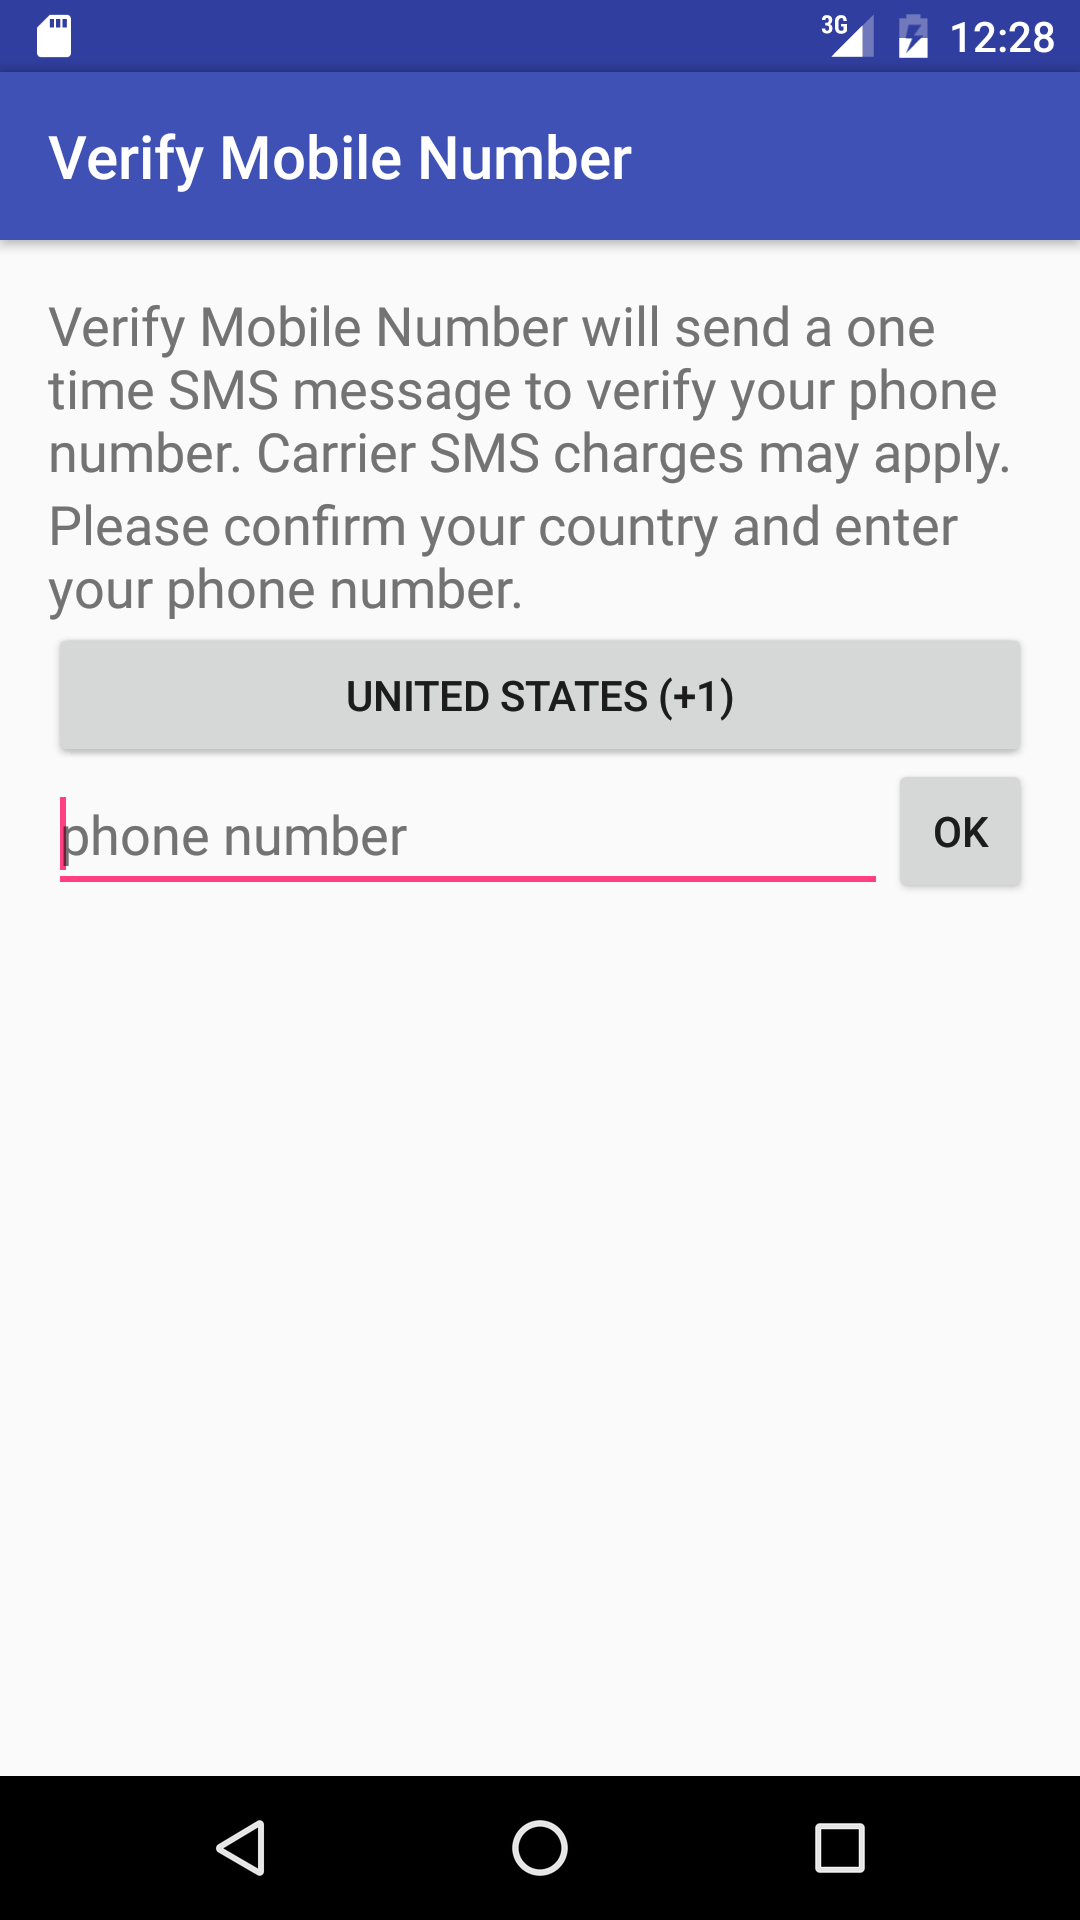 3G 12:28
Verify Mobile Number
Verify Mobile Number will send a one
time SMS message to verify your phone
number. Carrier SMS charges may apply.
Please confirm your country and enter
your phone number.
UNITED STATES (+1)
phone number
OK